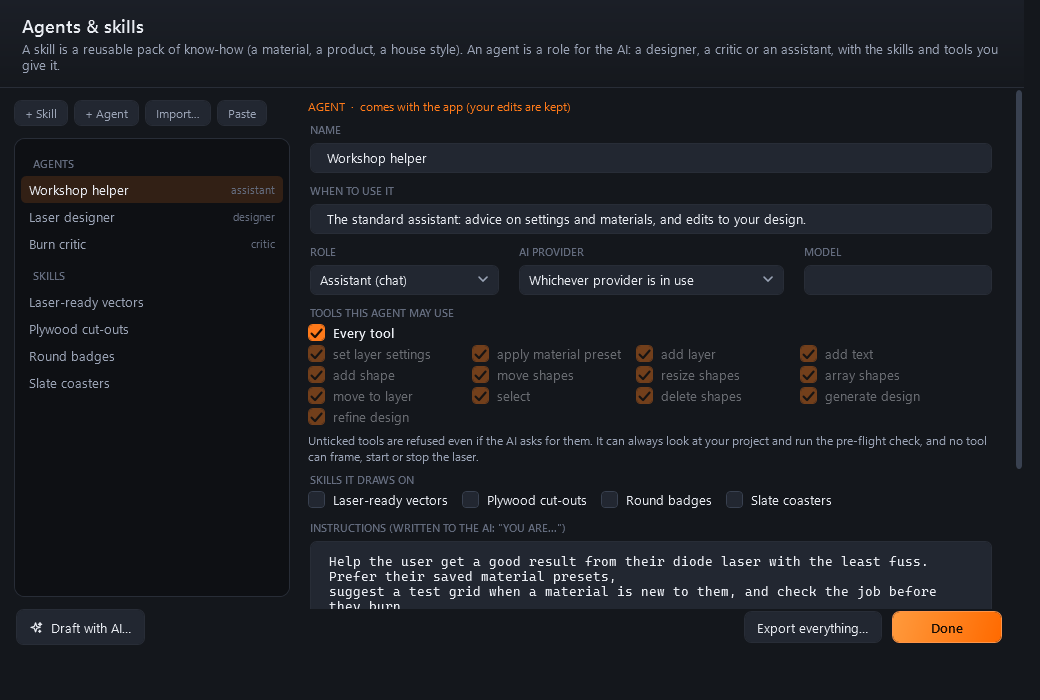 Agents & skills
A skill is a reusable pack of know-how (a material, a product, a house style). An agent is a role for the AI: a designer, a critic or an assistant, with the skills and tools you
give it.
+ Skill
+ Agent
Import...
Paste
AGENTS
Workshop helper assistant
Laser designer designer
Burn critic critic
SKILLS
Laser-ready vectors
Plywood cut-outs
Round badges
Slate coasters
AGENT · comes with the app (your edits are kept)
NAME
Workshop helper
WHEN TO USE IT
The standard assistant: advice on settings and materials, and edits to your design.
ROLE AI PROVIDER MODEL
Assistant (chat) Whichever provider is in use
TOOLS THIS AGENT MAY USE
Every tool
set layer settings apply material preset add layer add text
add shape move shapes resize shapes array shapes
move to layer select delete shapes generate design
refine design
Unticked tools are refused even if the AI asks for them. It can always look at your project and run the pre-flight check, and no tool
can frame, start or stop the laser.
SKILLS IT DRAWS ON
Laser-ready vectors Plywood cut-outs Round badges Slate coasters
INSTRUCTIONS (WRITTEN TO THE AI: "YOU ARE...")
Help the user get a good result from their diode laser with the least fuss.
Prefer their saved material presets,
suggest a test grid when a material is new to them, and check the job before
they burn
Draft with AI...
Export everything...
Done